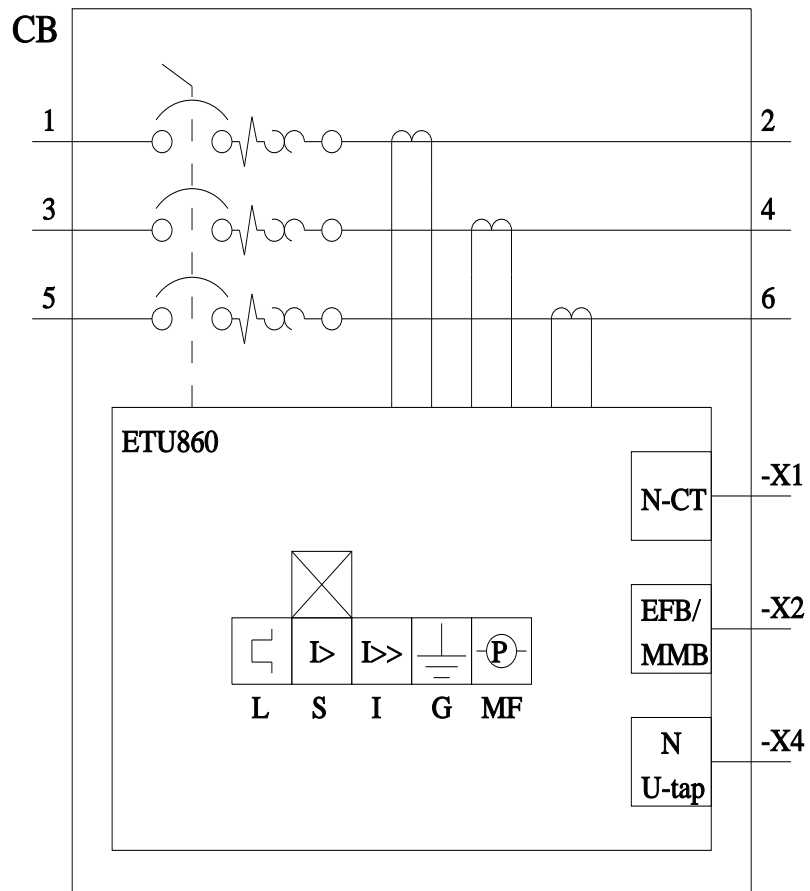 CB
1 2
3 4
5 6
ETU860
N-CT -X1
EFB/ -X2
MMB
I> I>> P
L S I G MF
N -X4
U-tap